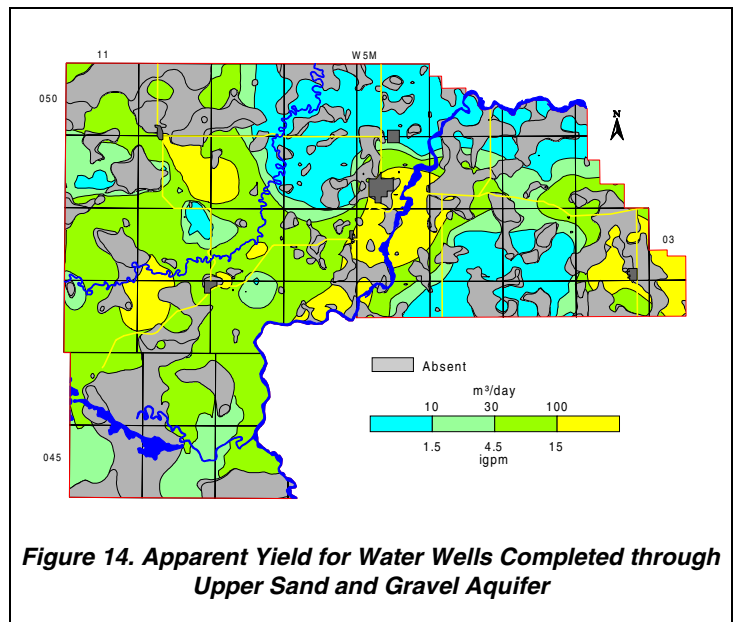 11
W5M
050
N
03
Absent
m³/day
10 30 100
1.5 4.5 15
igpm
045
Figure 14. Apparent Yield for Water Wells Completed through
Upper Sand and Gravel Aquifer